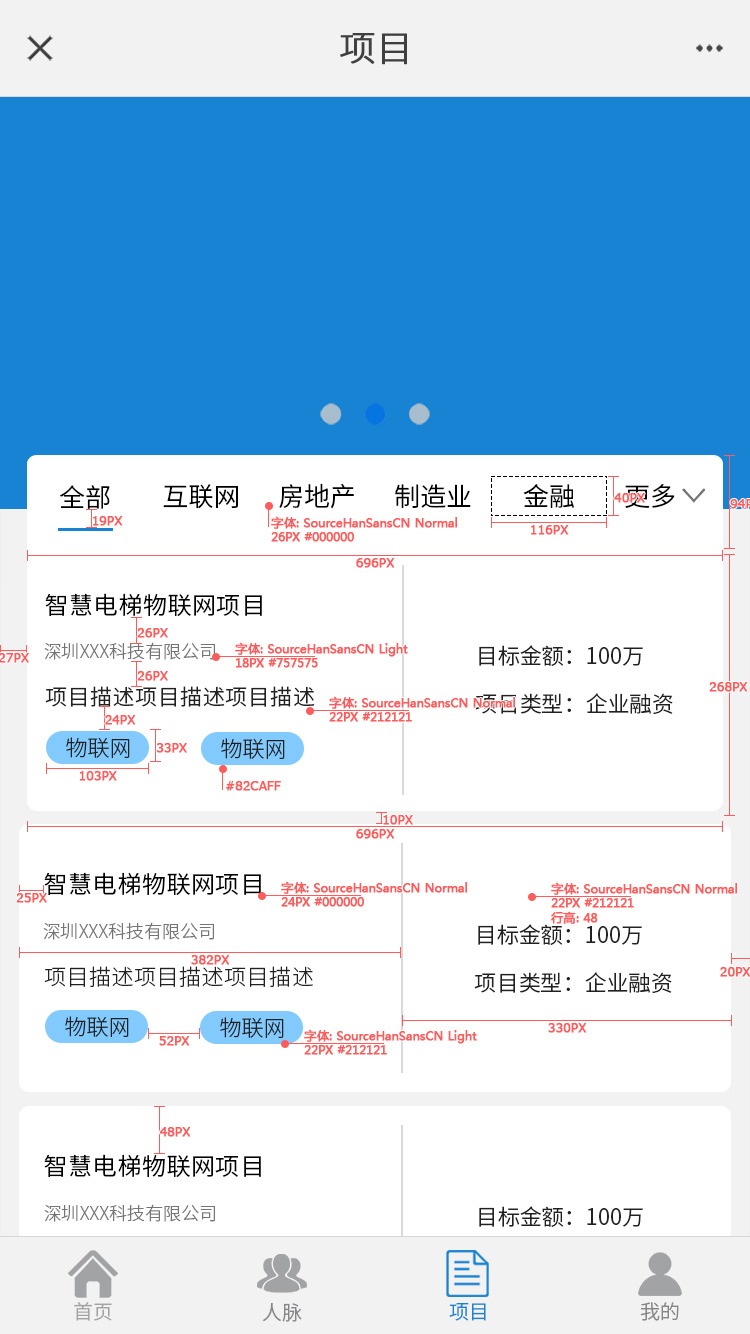 项目
全部 互联网 房地产 制造业 金融 更多
94P
40PX
19PX
字体: SourceHanSansCN Normal
26PX #000000
116PX
696PX
智慧电梯物联网项目
26PX
深圳XXX科技有限公司
字体: SourceHanSansCN Light
18PX #757575
27PX
目标金额：100万
26PX
268PX
项目描述项目描述项目描述
字体: SourceHanSansCN Normal
22PX #212121
项目类型：企业融资
24PX
物联网 33PX 物联网
103PX
#82CAFF
10PX
696PX
智慧电梯物联网项目
字体: SourceHanSansCN Normal
24PX #000000
字体: SourceHanSansCN Normal
22PX #212121
行高: 48
25PX
深圳XXX科技有限公司
目标金额：100万
382PX
20PX
项目描述项目描述项目描述
项目类型：企业融资
物联网 52PX 物联网
字体: SourceHanSansCN Light
22PX #212121
330PX
48PX
智慧电梯物联网项目
深圳XXX科技有限公司
目标金额：100万
首页 人脉 项目 我的